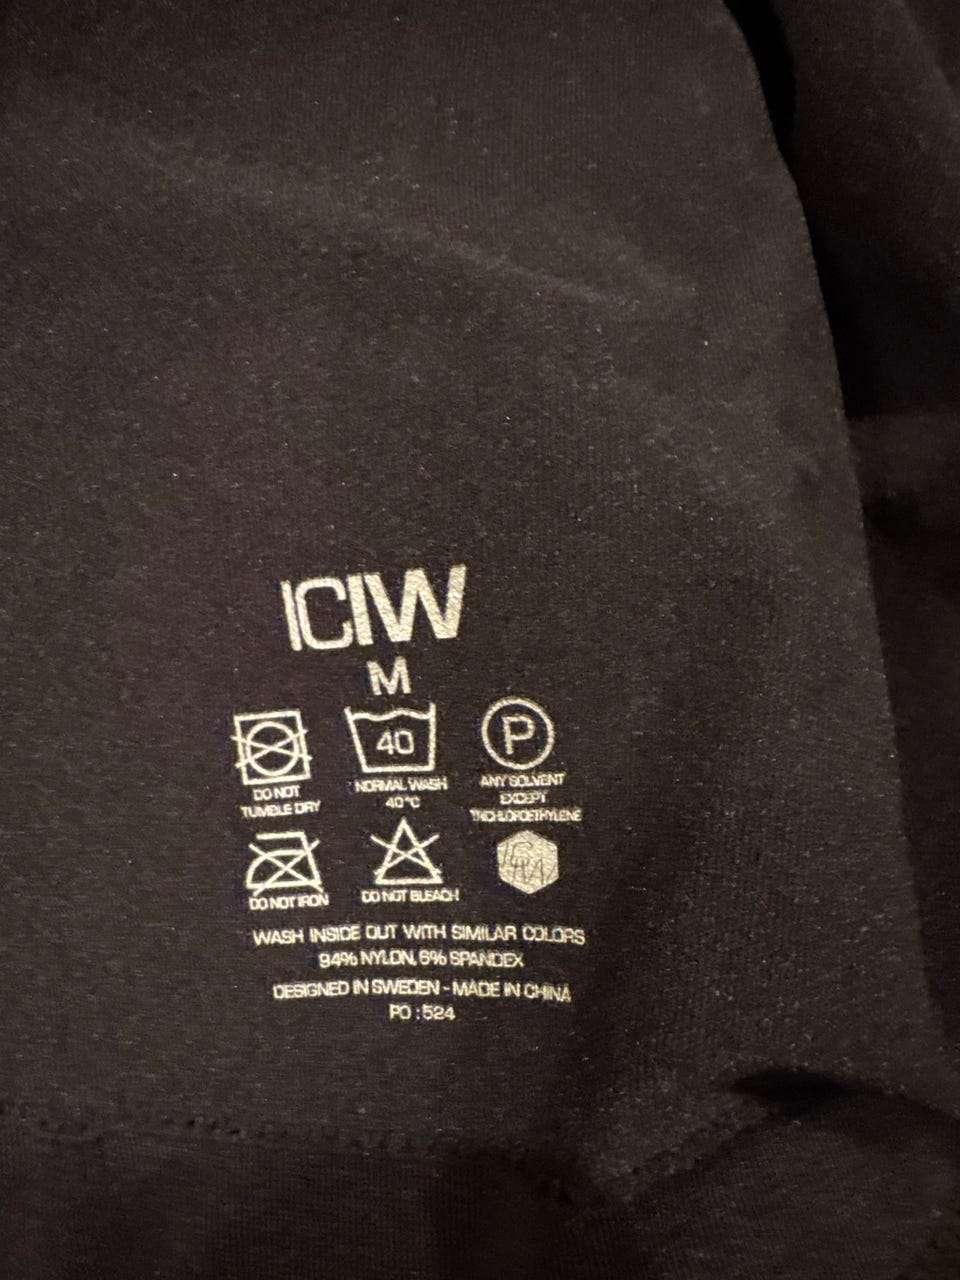 ICIW
M
40
P
DO NOT
TUMBLE DRY
NORMAL WASH
40°C
ANY SOLVENT
EXCEPT
TRICHLOROETHYLENE
DO NOT IRON
DO NOT BLEACH
WASH INSIDE OUT WITH SIMILAR COLORS
94% NYLON, 6% SPANDEX
DESIGNED IN SWEDEN - MADE IN CHINA
PO : 524